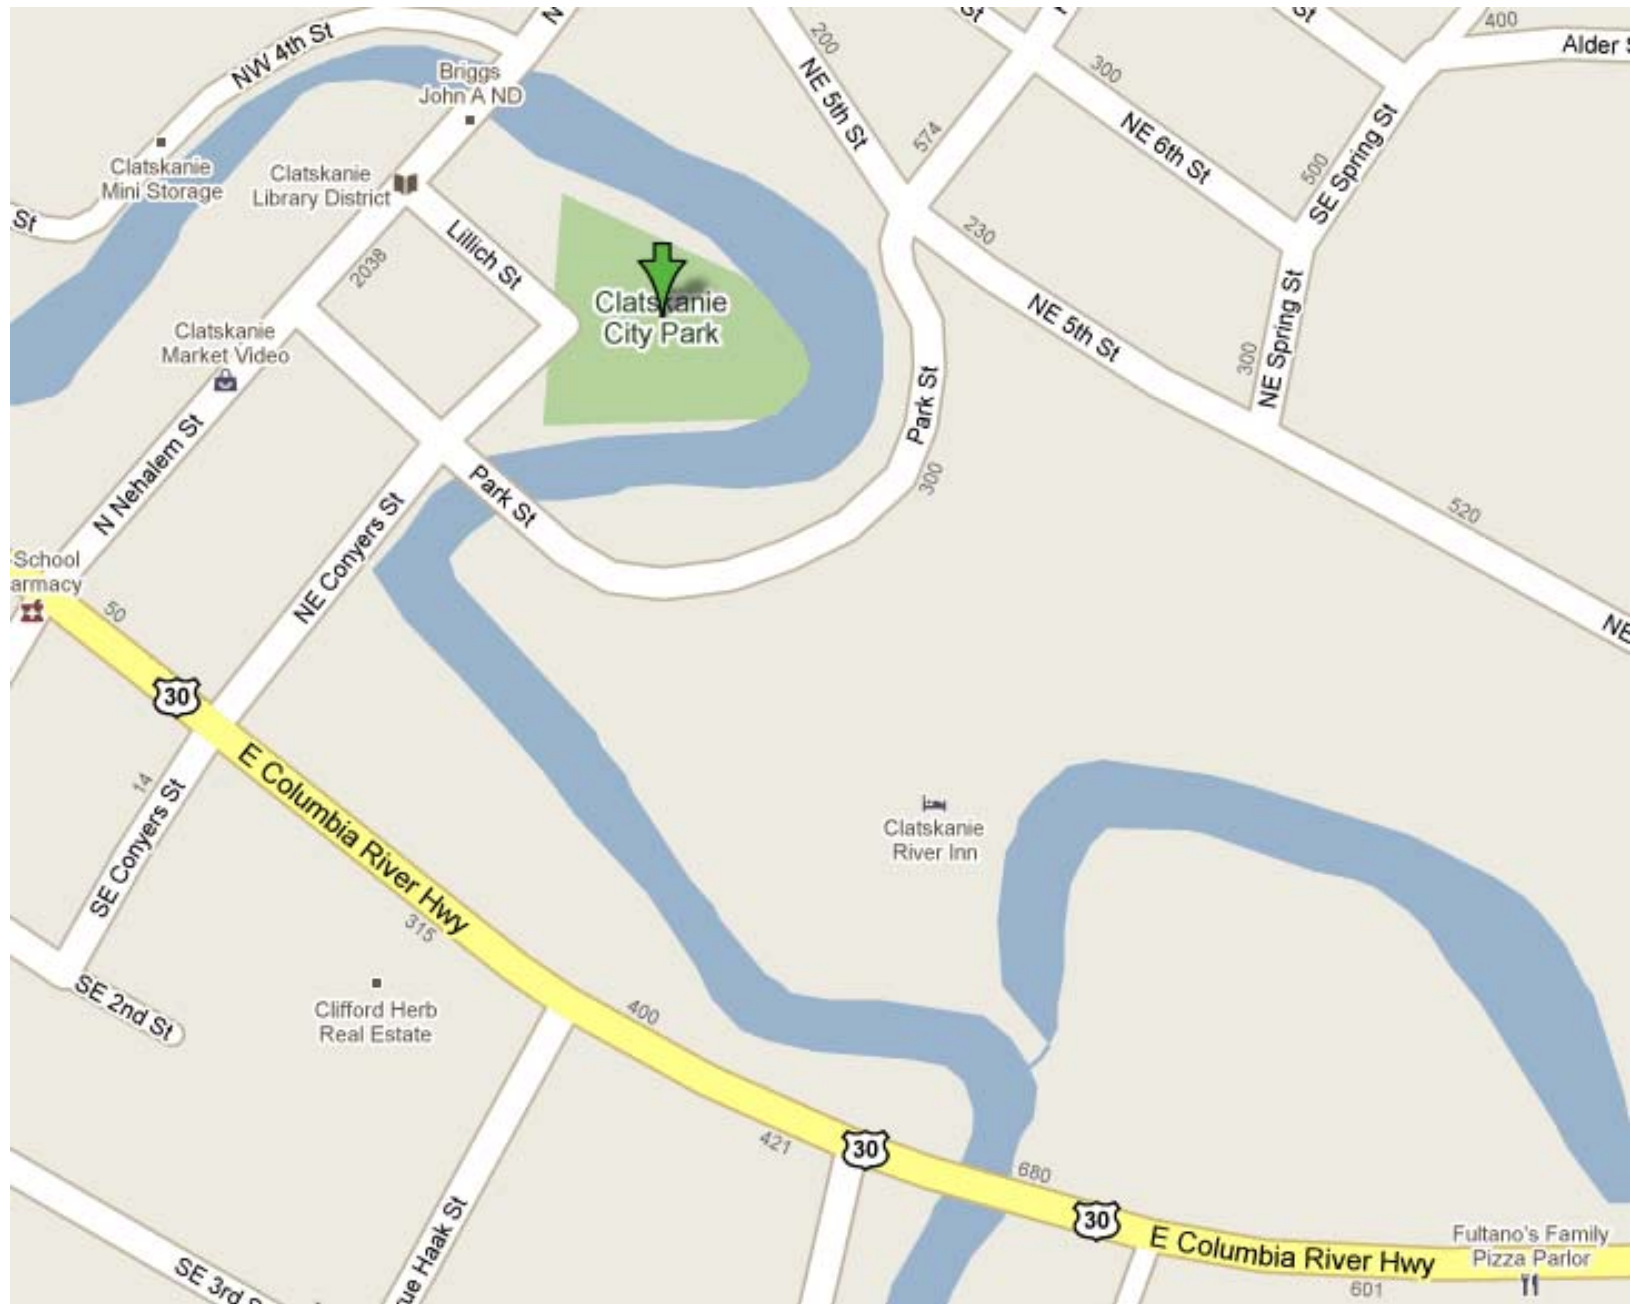 St
St
400
Alder S
200
NW 4th St
Briggs
John A ND
NE 5th St
300
574
NE 6th St
SE Spring St
500
Clatskanie
Mini Storage
Clatskanie
Library District
St
Lillich St
230
2038
Clatskanie
City Park
NE 5th St
NE Spring St
300
Clatskanie
Market Video
Park St
300
N Nehalem St
Park St
520
NE Conyers St
School
armacy
50
NE
30
E Columbia River Hwy
14
SE Conyers St
Clatskanie
River Inn
315
SE 2nd St
Clifford Herb
Real Estate
400
421
30
680
30
E Columbia River Hwy
Fultano's Family
Pizza Parlor
601
SE 3rd S
ue Haak St